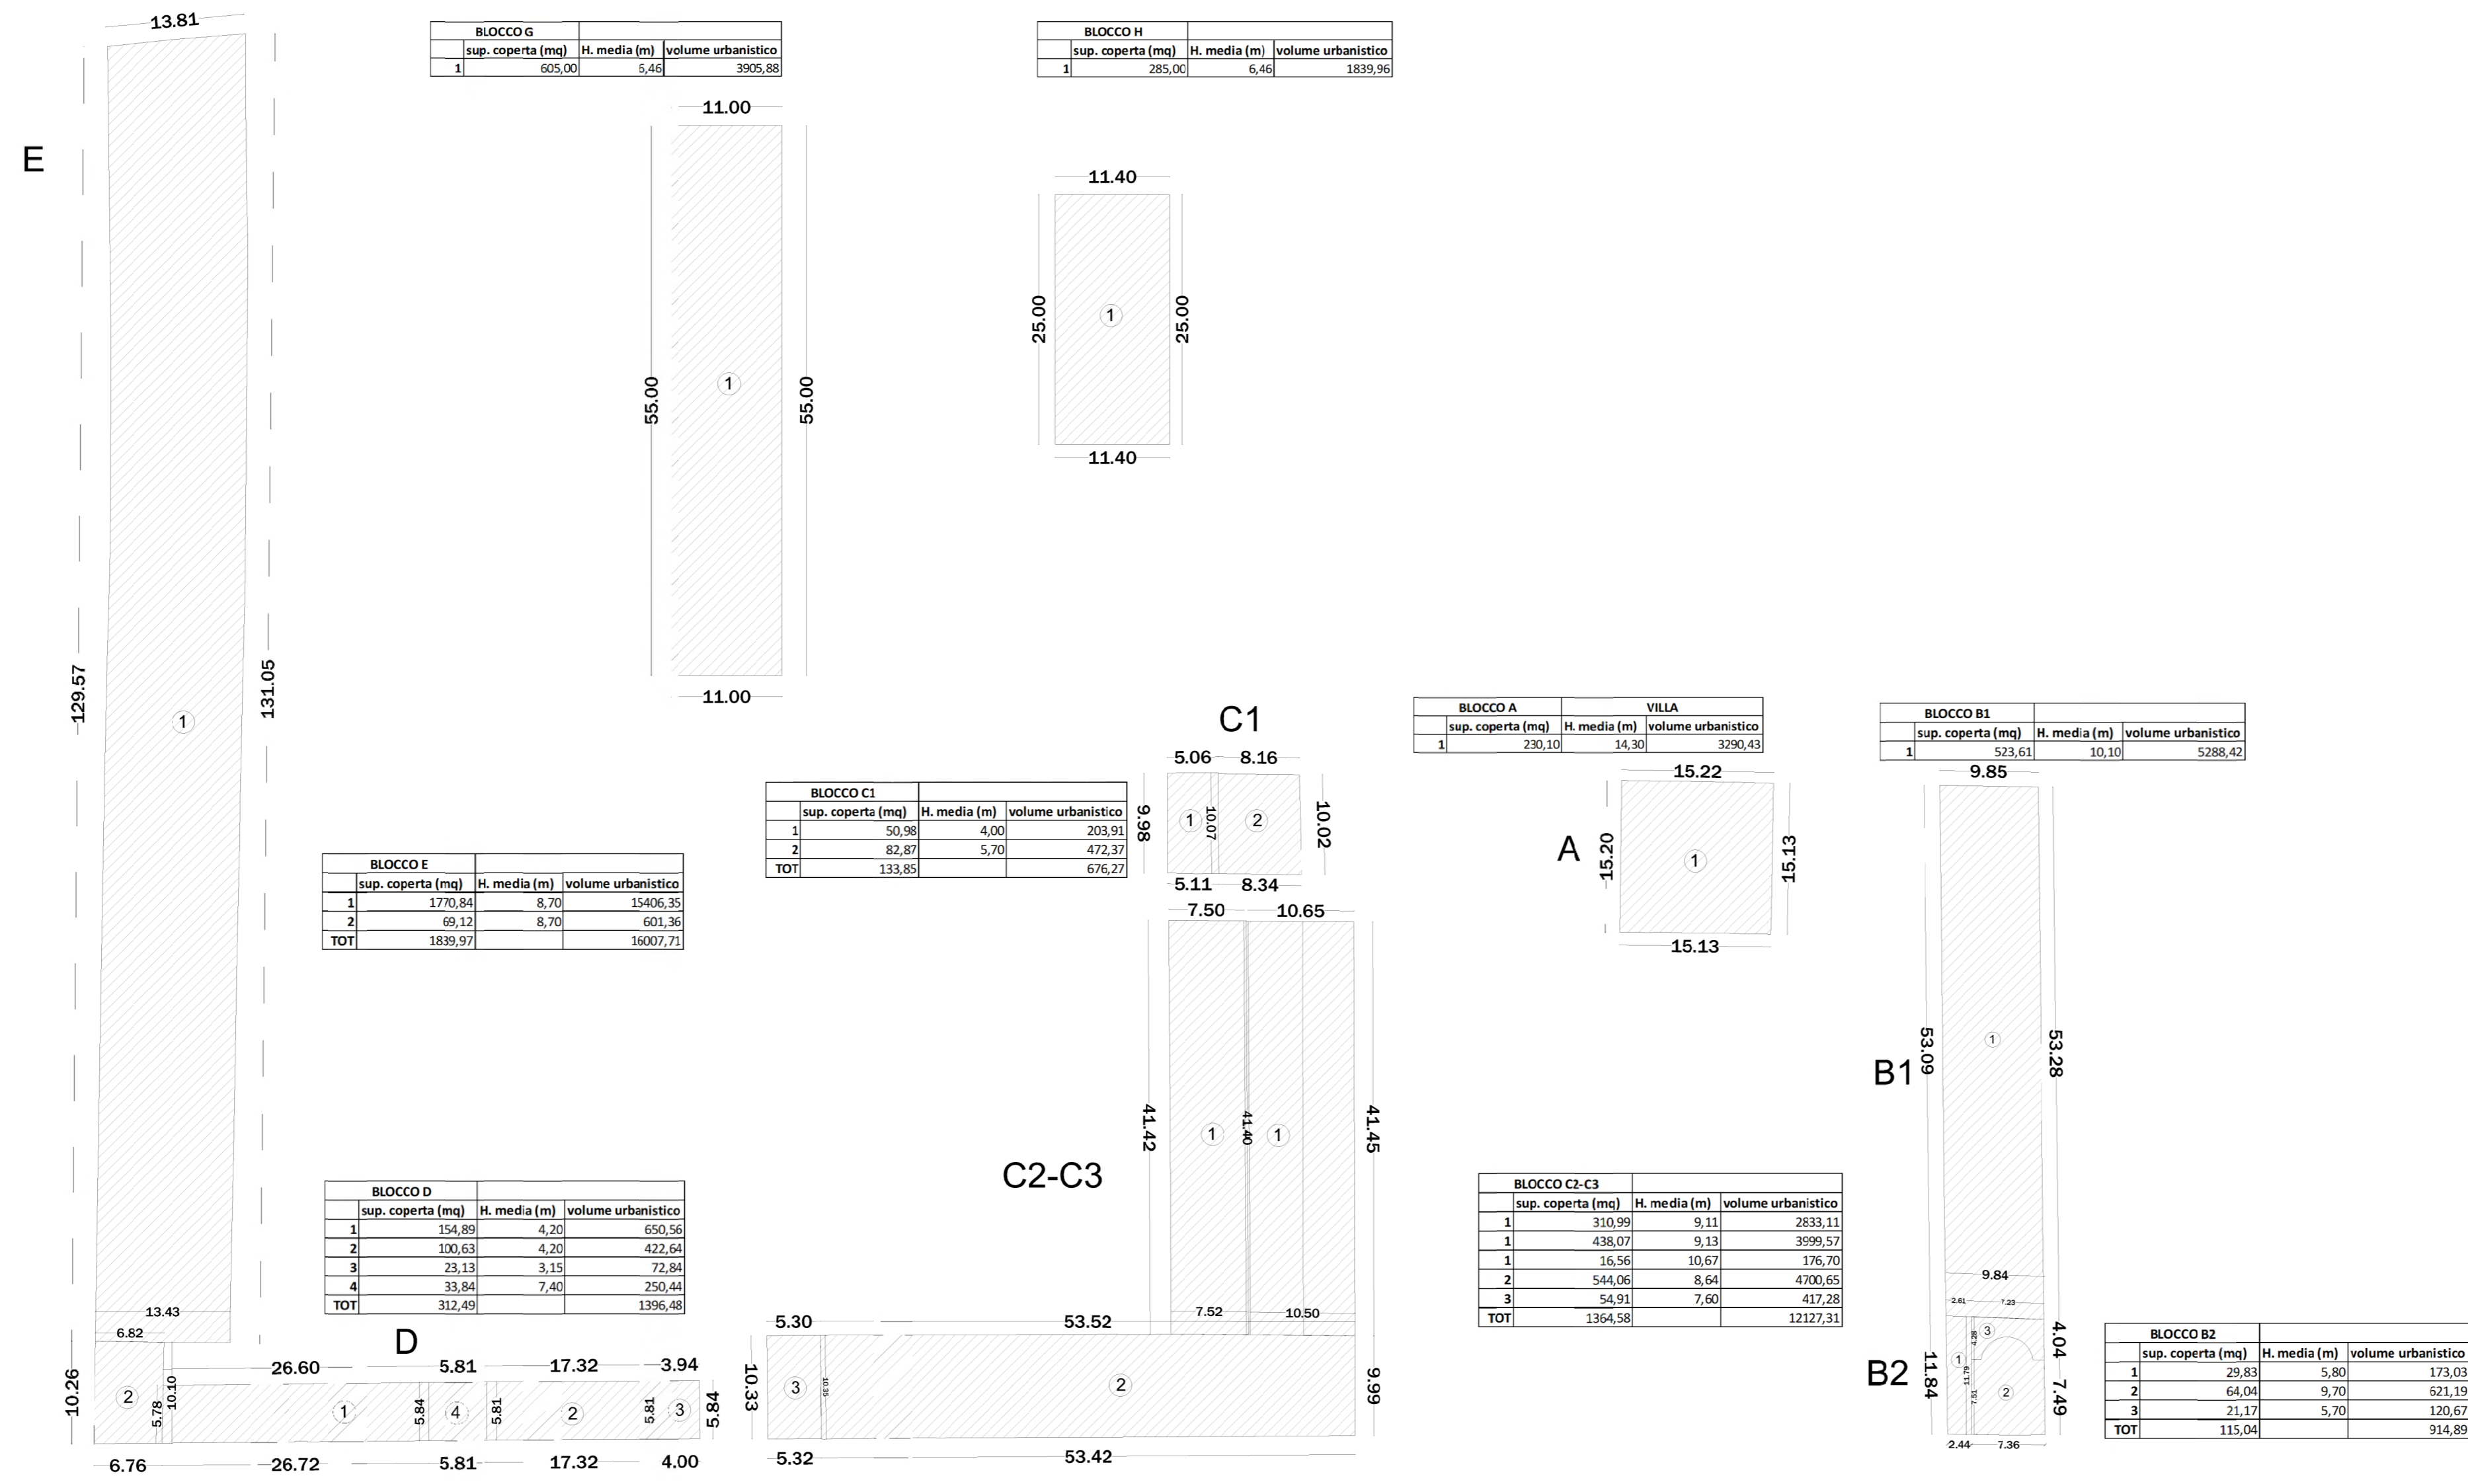 13.81
E
129.57
131.05
1
13.43
6.82
10.26
2
5.78
10.10
6.76
BLOCCO G
sup. coperta (mq) H. media (m) volume urbanistico
1 605,00 6,46 3905,88
11.00
55.00
1
55.00
11.00
BLOCCO H
sup. coperta (mq) H. media (m) volume urbanistico
1 285,00 6,46 1839,96
11.40
25.00
1
25.00
11.40
BLOCCO E
sup. coperta (mq) H. media (m) volume urbanistico
1 1770,84 8,70 15406,35
2 69,12 8,70 601,36
TOT 1839,97 16007,71
BLOCCO D
sup. coperta (mq) H. media (m) volume urbanistico
1 154,89 4,20 650,56
2 100,63 4,20 422,64
3 23,13 3,15 72,84
4 33,84 7,40 250,44
TOT 312,49 1396,48
D
26.60 5.81 17.32 3.94
1 5.84 4 5.81 2 5.81 3 5.84
26.72 5.81 17.32 4.00
BLOCCO C1
sup. coperta (mq) H. media (m) volume urbanistico
1 50,98 4,00 203,91
2 82,87 5,70 472,37
TOT 133,85 676,27
C1
5.06 8.16
9.98 1 10.07 2 10.02
5.11 8.34
7.50 10.65
41.42 1 41.40 1 41.45
C2-C3
7.52 10.50
5.30 53.52
10.33 3 10.35 2 9.99
5.32 53.42
BLOCCO A VILLA
sup. coperta (mq) H. media (m) volume urbanistico
1 230,10 14,30 3290,43
15.22
A 15.20 1 15.13
15.13
BLOCCO C2-C3
sup. coperta (mq) H. media (m) volume urbanistico
1 310,99 9,11 2833,11
1 438,07 9,13 3999,57
1 16,56 10,67 176,70
2 544,06 8,64 4700,65
3 54,91 7,60 417,28
TOT 1364,58 12127,31
BLOCCO B1
sup. coperta (mq) H. media (m) volume urbanistico
1 523,61 10,10 5288,42
9.85
B1 53.09 1 53.28
9.84
2.61 7.23
B2 11.84 1 11.79 4.28 3 4.04
7.51 2 7.49
2.44 7.36
BLOCCO B2
sup. coperta (mq) H. media (m) volume urbanistico
1 29,83 5,80 173,03
2 64,04 9,70 621,19
3 21,17 5,70 120,67
TOT 115,04 914,89